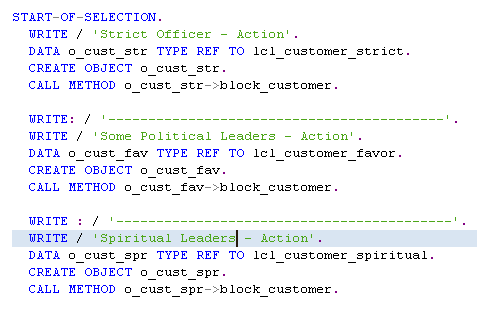 START-OF-SELECTION.
WRITE / 'Strict Officer - Action'.
DATA o_cust_str TYPE REF TO lcl_customer_strict.
CREATE OBJECT o_cust_str.
CALL METHOD o_cust_str->block_customer.
WRITE: / '------------------------------------------'.
WRITE / 'Some Political Leaders - Action'.
DATA o_cust_fav TYPE REF TO lcl_customer_favor.
CREATE OBJECT o_cust_fav.
CALL METHOD o_cust_fav->block_customer.
WRITE : / '------------------------------------------'.
WRITE / 'Spiritual Leaders - Action'.
DATA o_cust_spr TYPE REF TO lcl_customer_spiritual.
CREATE OBJECT o_cust_spr.
CALL METHOD o_cust_spr->block_customer.